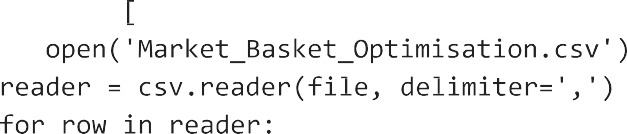 [
open('Market_Basket_Optimisation.csv')
reader = csv.reader(file, delimiter=',')
for row in reader: